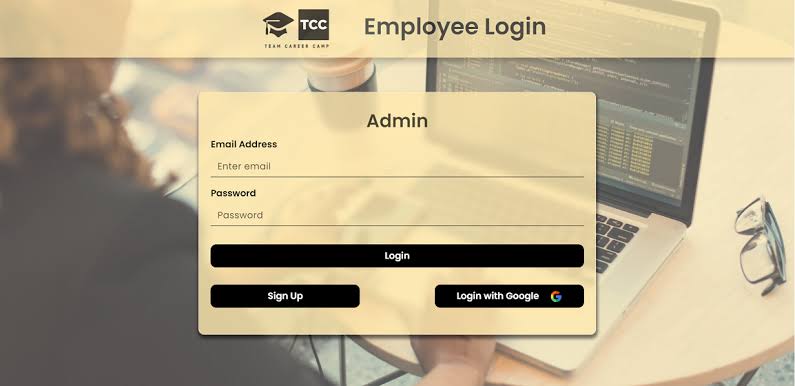 TCC
TEAM CAREER CAMP
Employee Login
Admin
Email Address
Enter email
Password
Password
Login
Sign Up
Login with Google